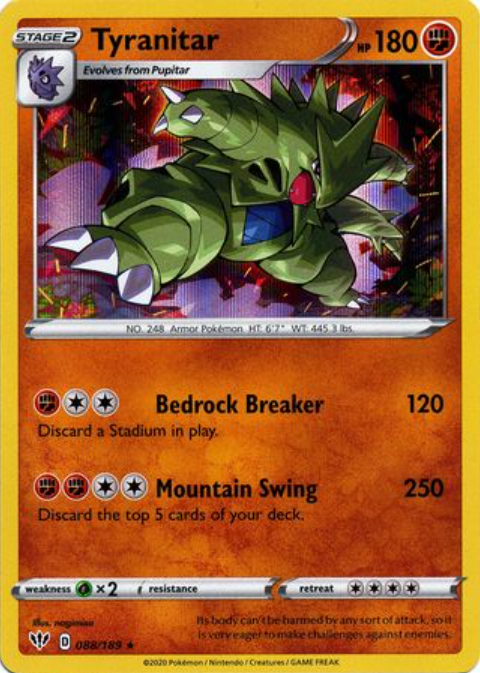 STAGE 2
Tyranitar
HP 180
Evolves from Pupitar
NO. 248 Armor Pokémon HT: 6'7" WT: 445.3 lbs.
Bedrock Breaker 120
Discard a Stadium in play.
Mountain Swing 250
Discard the top 5 cards of your deck.
weakness ×2 resistance retreat
Illus. nagimiso
Its body can't be harmed by any sort of attack, so it
is very eager to make challenges against enemies.
D 088/189 ★
©2020 Pokémon / Nintendo / Creatures / GAME FREAK